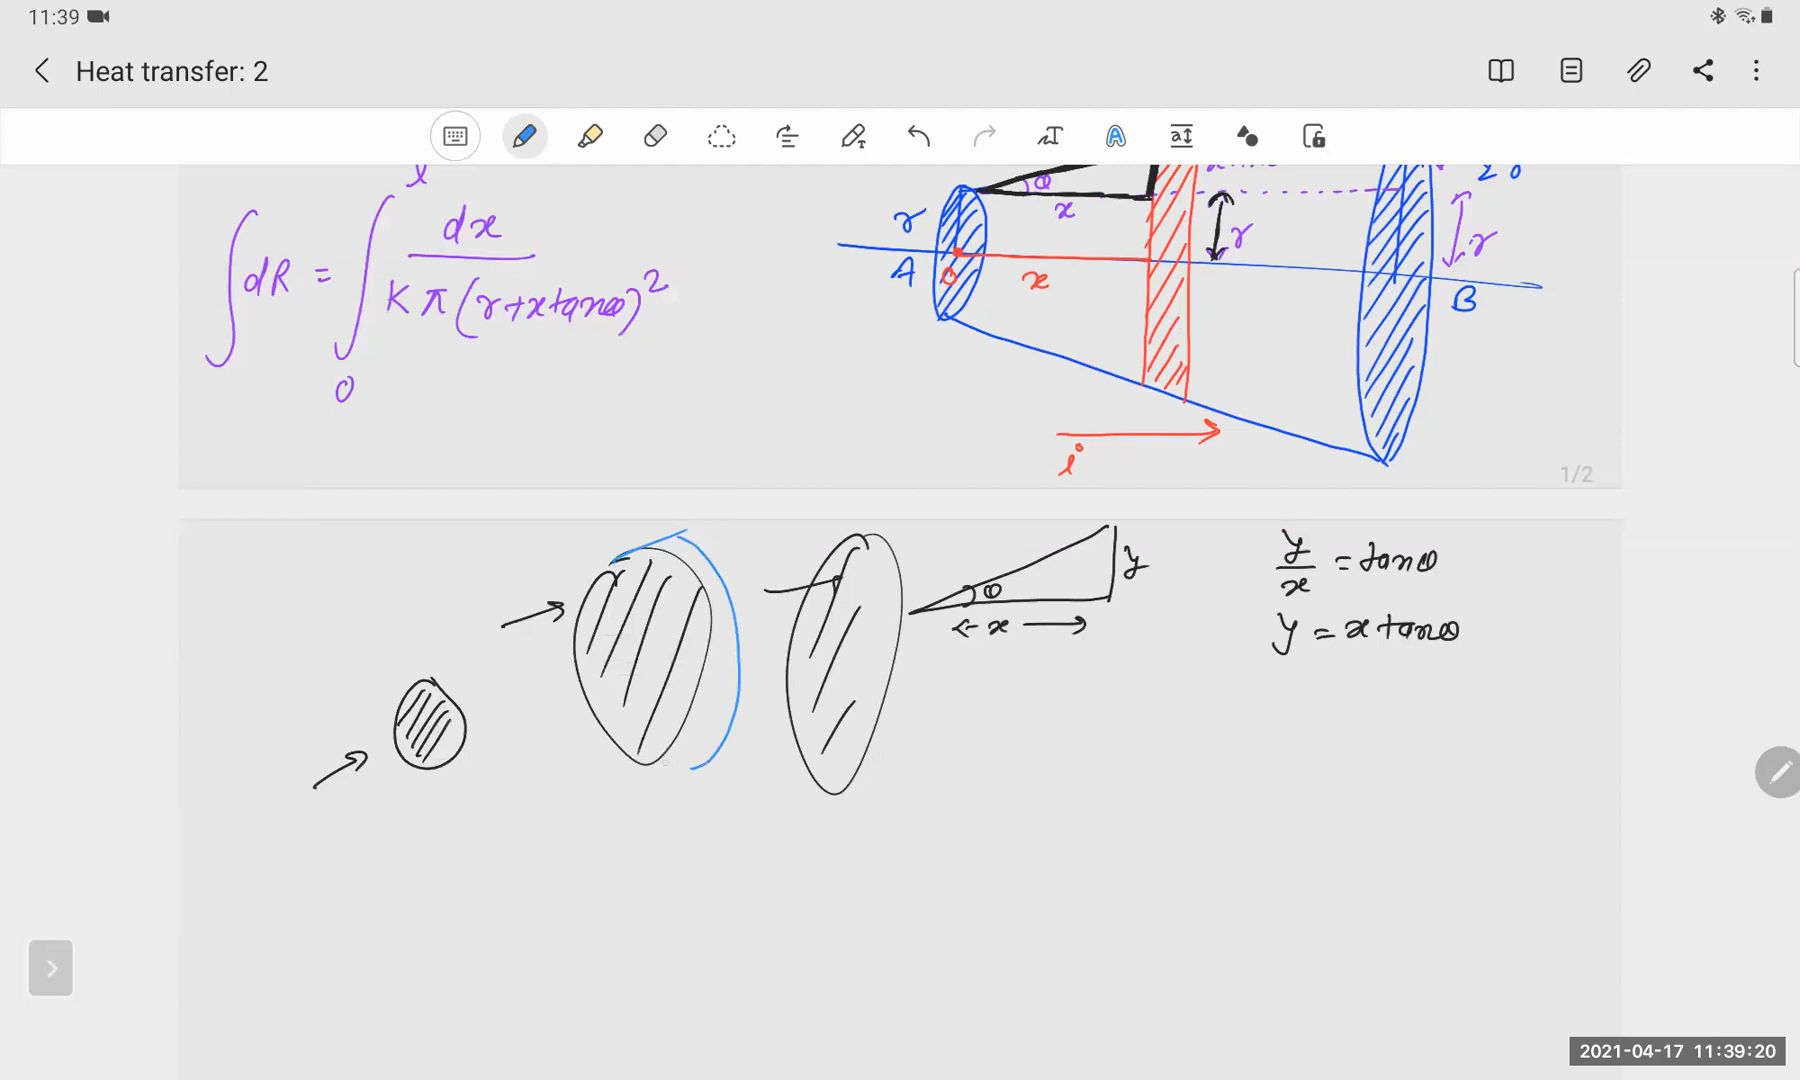 11:39
Heat transfer: 2
l
∫dR = ∫ dx / Kπ(r+x tanθ)²
0
θ
x
r
r
r
A
O
x
B
i
1/2
θ
y
← x →
y/x = tanθ
y = x tanθ
2021-04-17 11:39:20